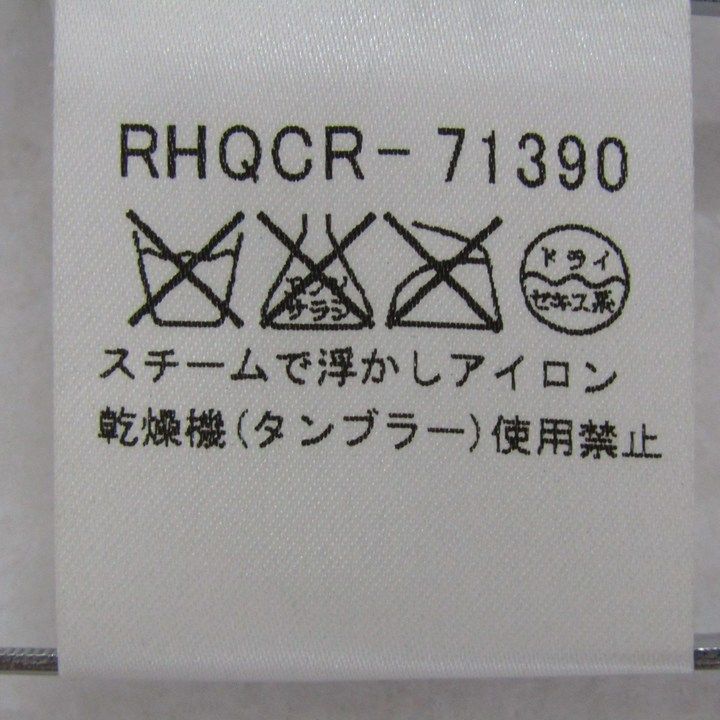 RHQCR-71390
エンソ サラシ ドライ セキユ系
スチームで浮かしアイロン
乾燥機(タンブラー)使用禁止